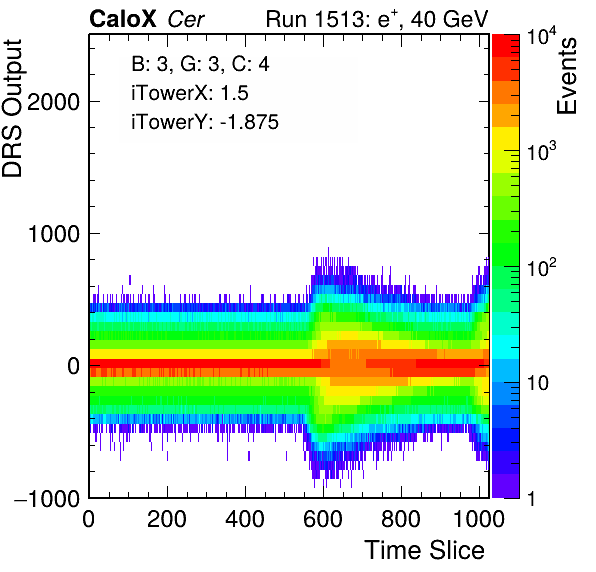 CaloX Cer Run 1513: e⁺, 40 GeV
B: 3, G: 3, C: 4
iTowerX: 1.5
iTowerY: -1.875
DRS Output
2000
1000
0
−1000
0 200 400 600 800 1000
Time Slice
Events
10⁴
10³
10²
10
1